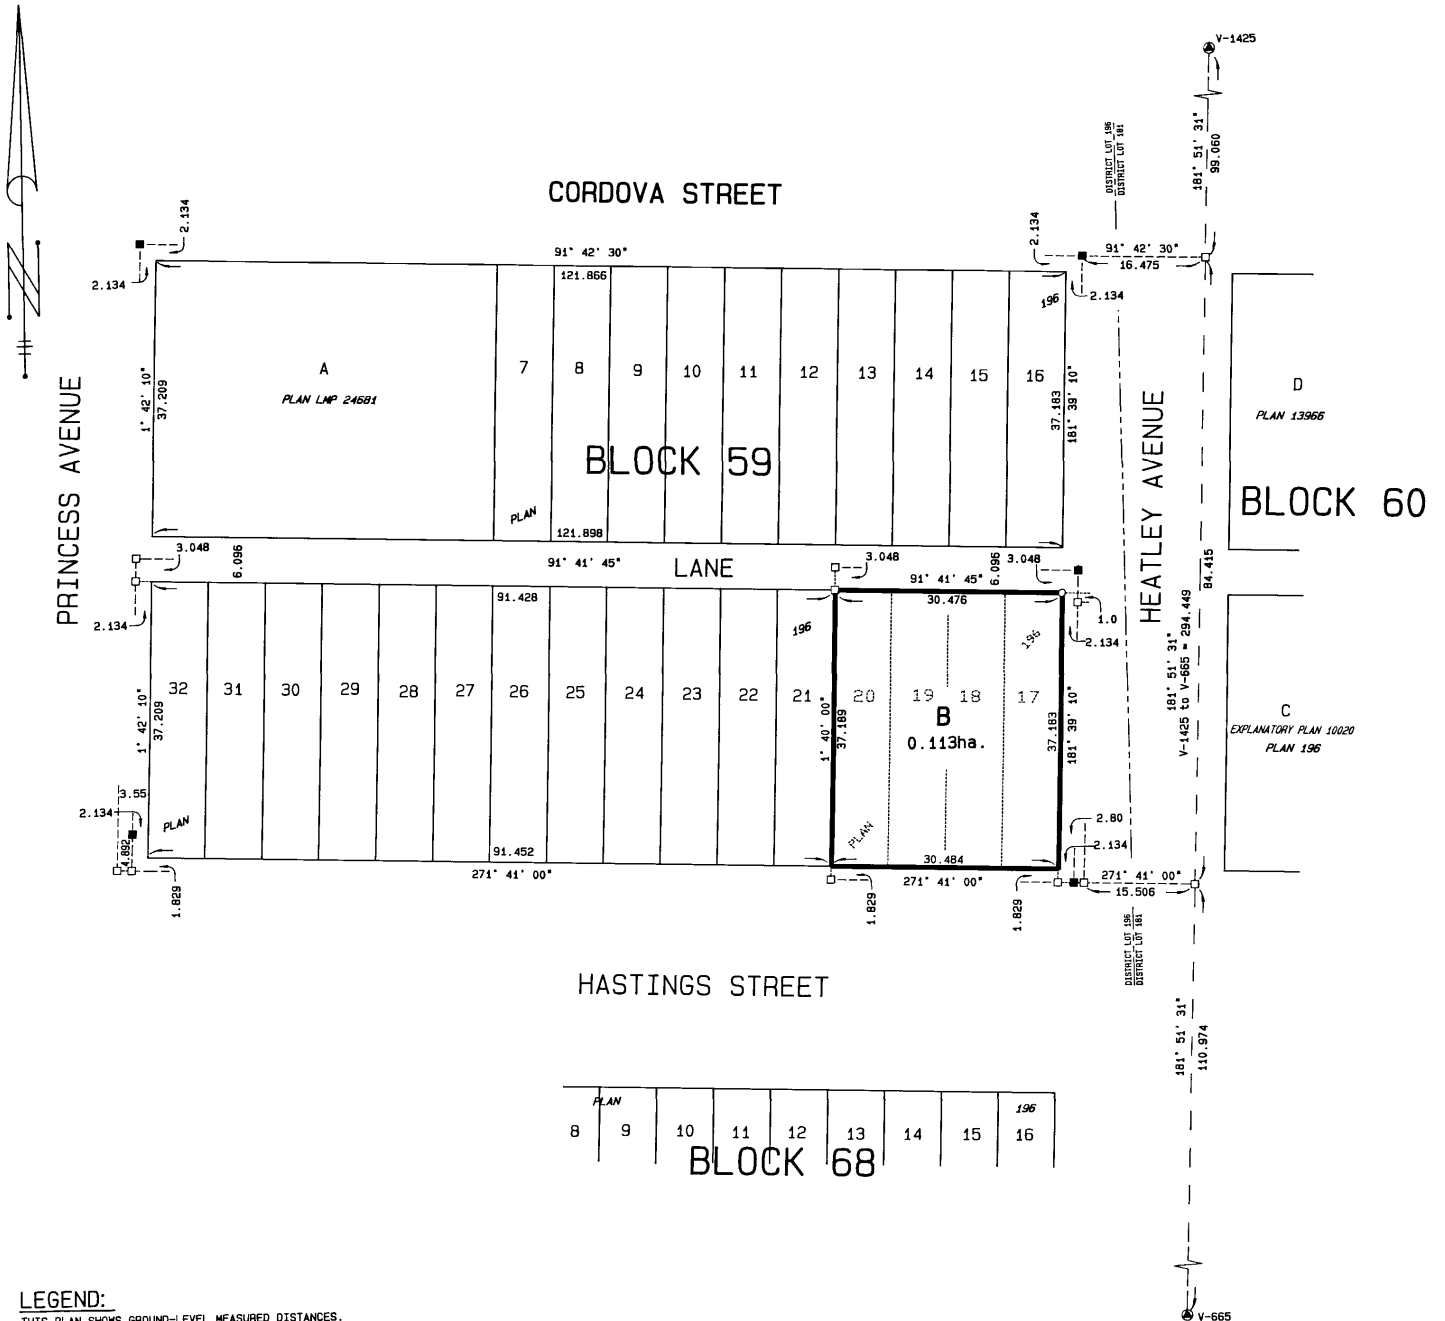 V-1425
181° 51' 31"
99.060
DISTRICT LOT 196
DISTRICT LOT 181
CORDOVA STREET
2.134
2.134
91° 42' 30"
91° 42' 30"
121.866
16.475
2.134
2.134
196
A
PLAN LMP 24681
7
8
9
10
11
12
13
14
15
16
1° 42' 10"
37.209
37.183
181° 39' 10"
PRINCESS AVENUE
HEATLEY AVENUE
D
PLAN 13966
BLOCK 59
BLOCK 60
PLAN
121.898
3.048
6.096
91° 41' 45"
LANE
3.048
91° 41' 45"
6.096
3.048
84.415
91.428
30.476
1.0
2.134
196
196
2.134
32
31
30
29
28
27
26
25
24
23
22
21
20
19
18
17
1° 42' 10"
37.209
1° 40' 00"
37.189
B
0.113ha.
37.183
181° 39' 10"
181° 51' 31"
V-1425 to V-665 = 294.449
C
EXPLANATORY PLAN 10020
PLAN 196
3.55
2.134
PLAN
PLAN
2.80
2.134
4.892
91.452
30.484
271° 41' 00"
271° 41' 00"
271° 41' 00"
15.506
1.829
1.829
1.829
DISTRICT LOT 196
DISTRICT LOT 181
HASTINGS STREET
181° 51' 31"
110.974
PLAN
196
8
9
10
11
12
13
14
15
16
BLOCK 68
LEGEND:
THIS PLAN SHOWS GROUND-LEVEL MEASURED DISTANCES.
V-665